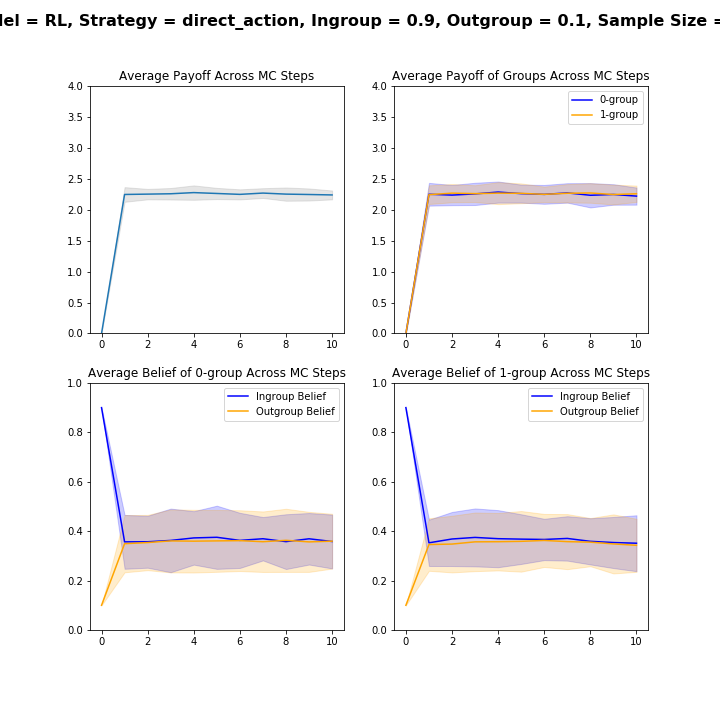 el = RL, Strategy = direct_action, Ingroup = 0.9, Outgroup = 0.1, Sample Size =
Average Payoff Across MC Steps
4.0
3.5
3.0
2.5
2.0
1.5
1.0
0.5
0.0
0 2 4 6 8 10
Average Payoff of Groups Across MC Steps
0-group
1-group
4.0
3.5
3.0
2.5
2.0
1.5
1.0
0.5
0.0
0 2 4 6 8 10
Average Belief of 0-group Across MC Steps
Ingroup Belief
Outgroup Belief
1.0
0.8
0.6
0.4
0.2
0.0
0 2 4 6 8 10
Average Belief of 1-group Across MC Steps
Ingroup Belief
Outgroup Belief
1.0
0.8
0.6
0.4
0.2
0.0
0 2 4 6 8 10